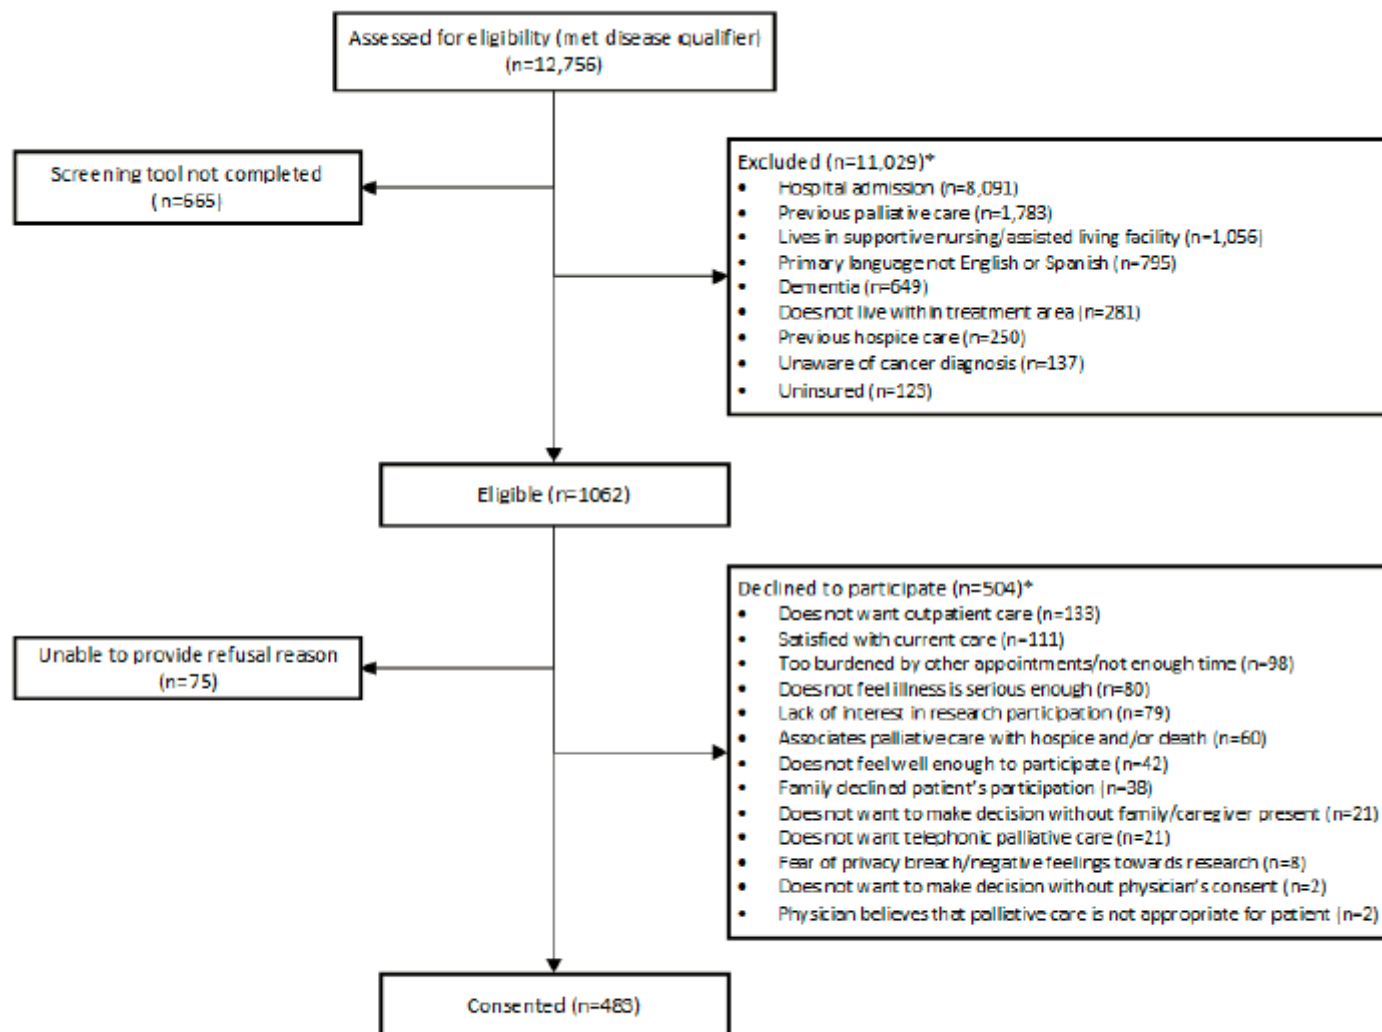 Assessed for eligibility (met disease qualifier)
(n=12,756)
Screening tool not completed
(n=665)
Excluded (n=11,029)*
• Hospital admission (n=8,091)
• Previous palliative care (n=1,783)
• Lives in supportive nursing/assisted living facility (n=1,056)
• Primary language not English or Spanish (n=795)
• Dementia (n=649)
• Does not live within treatment area (n=281)
• Previous hospice care (n=250)
• Unaware of cancer diagnosis (n=137)
• Uninsured (n=123)
Eligible (n=1062)
Unable to provide refusal reason
(n=75)
Declined to participate (n=504)*
• Does not want outpatient care (n=133)
• Satisfied with current care (n=111)
• Too burdened by other appointments/not enough time (n=98)
• Does not feel illness is serious enough (n=80)
• Lack of interest in research participation (n=79)
• Associates palliative care with hospice and/or death (n=60)
• Does not feel well enough to participate (n=42)
• Family declined patient's participation (n=38)
• Does not want to make decision without family/caregiver present (n=21)
• Does not want telephonic palliative care (n=21)
• Fear of privacy breach/negative feelings towards research (n=8)
• Does not want to make decision without physician's consent (n=2)
• Physician believes that palliative care is not appropriate for patient (n=2)
Consented (n=483)